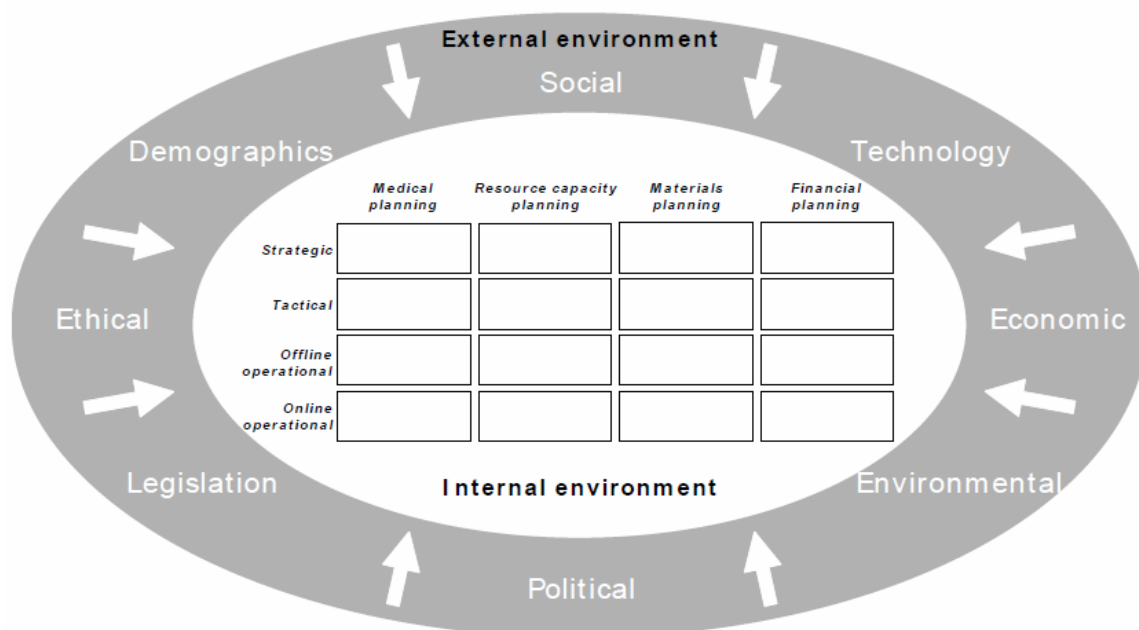 External environment
Social
Demographics
Technology
Medical
planning
Resource capacity
planning
Materials
planning
Financial
planning
Strategic
Tactical
Ethical
Economic
Offline
operational
Online
operational
Legislation
Internal environment
Environmental
Political